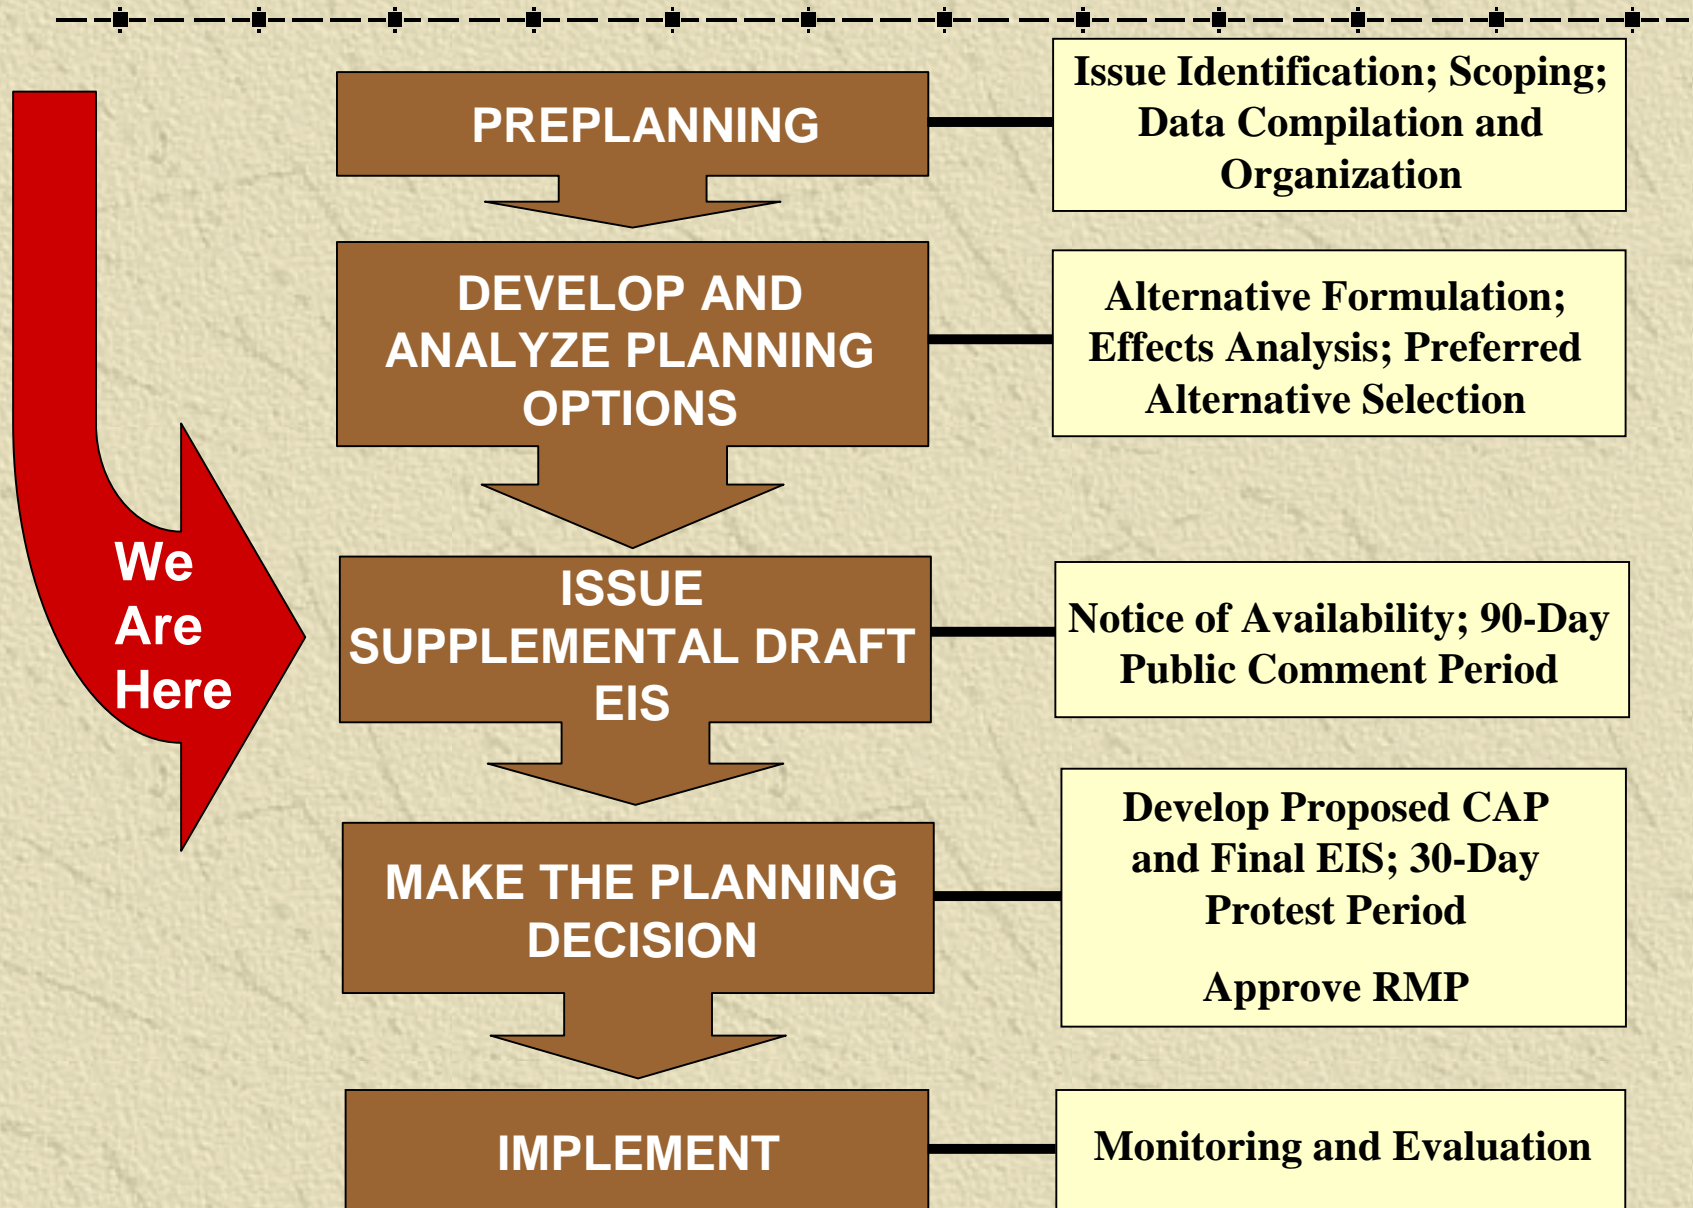 PREPLANNING
Issue Identification; Scoping;
Data Compilation and
Organization
DEVELOP AND
ANALYZE PLANNING
OPTIONS
Alternative Formulation;
Effects Analysis; Preferred
Alternative Selection
We
Are
Here
ISSUE
SUPPLEMENTAL DRAFT
EIS
Notice of Availability; 90-Day
Public Comment Period
MAKE THE PLANNING
DECISION
Develop Proposed CAP
and Final EIS; 30-Day
Protest Period
Approve RMP
IMPLEMENT
Monitoring and Evaluation